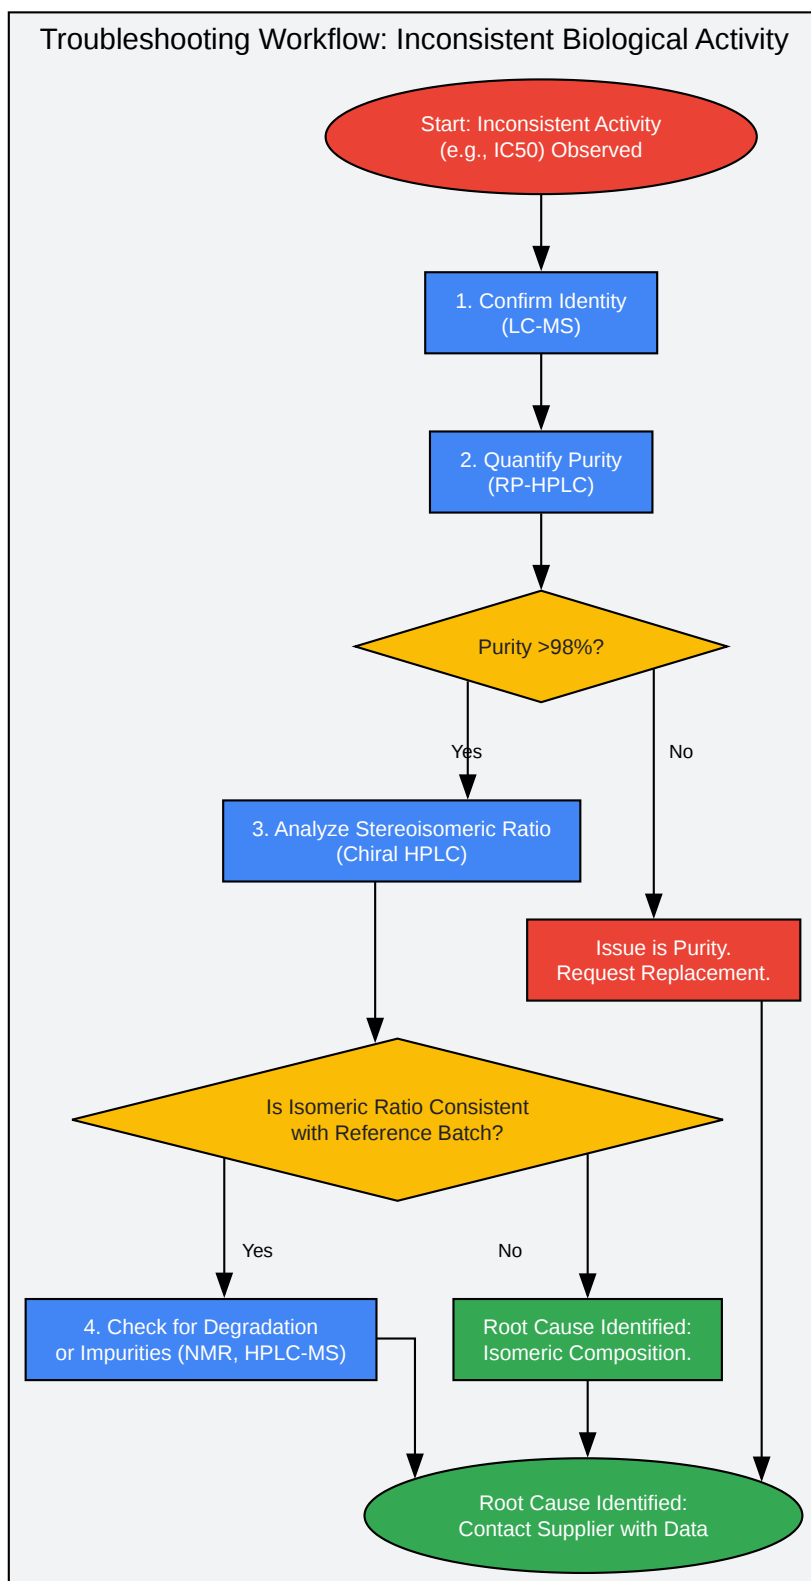 Troubleshooting Workflow: Inconsistent Biological Activity
Start: Inconsistent Activity
(e.g., IC50) Observed
1. Confirm Identity
(LC-MS)
2. Quantify Purity
(RP-HPLC)
Purity >98%?
Yes
No
3. Analyze Stereoisomeric Ratio
(Chiral HPLC)
Issue is Purity.
Request Replacement.
Is Isomeric Ratio Consistent
with Reference Batch?
Yes
No
4. Check for Degradation
or Impurities (NMR, HPLC-MS)
Root Cause Identified:
Isomeric Composition.
Root Cause Identified:
Contact Supplier with Data